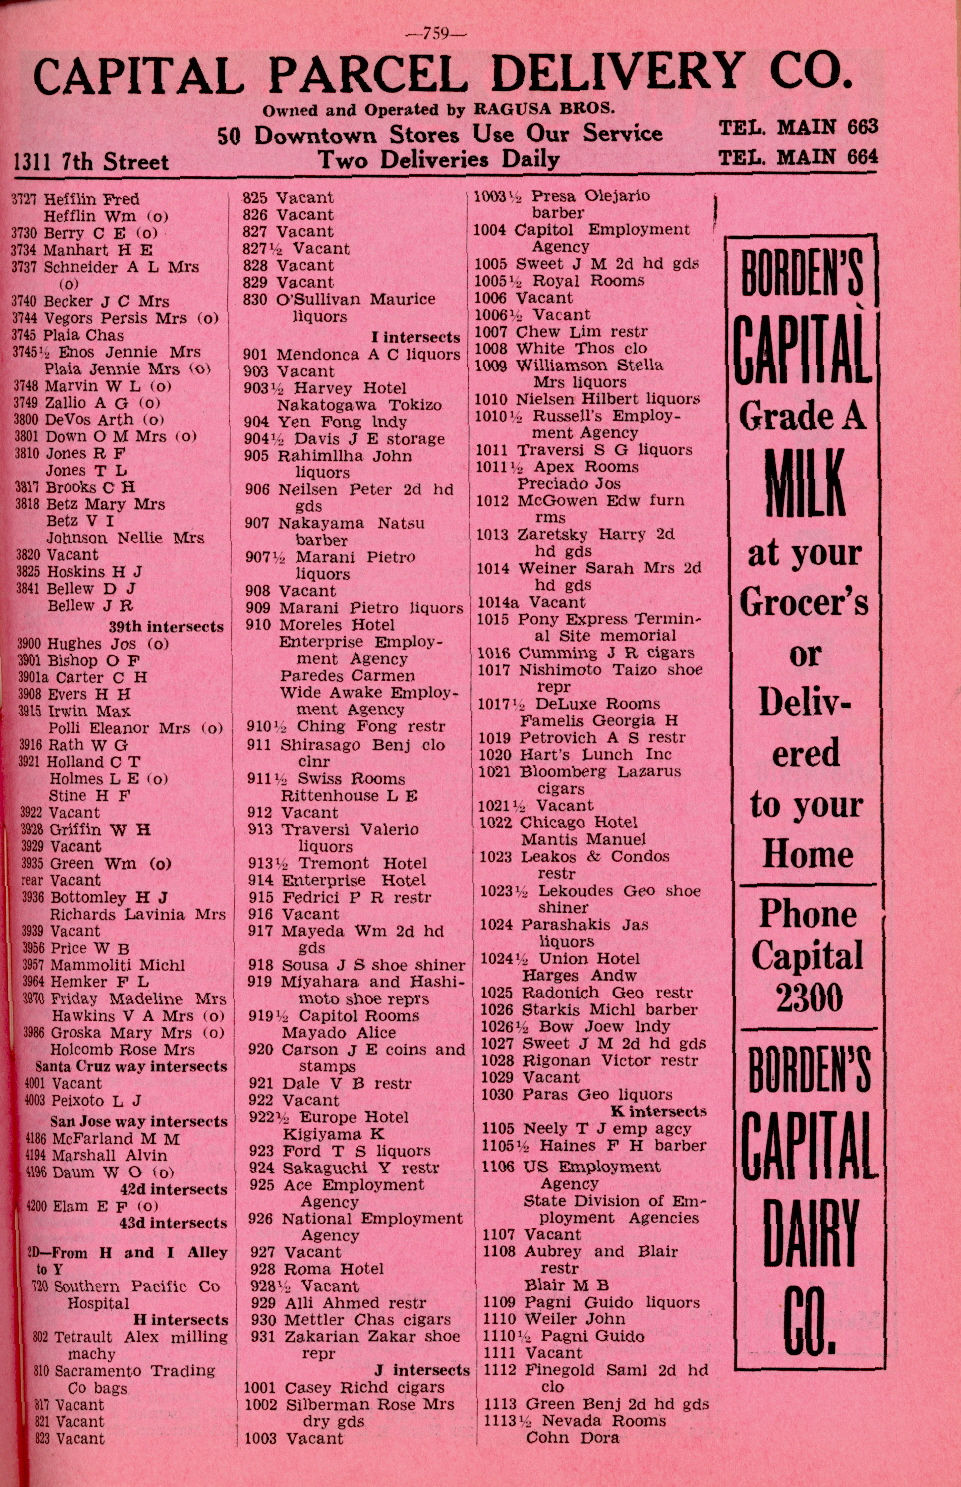 —759—
CAPITAL PARCEL DELIVERY CO.
Owned and Operated by RAGUSA BROS.
50 Downtown Stores Use Our Service
TEL. MAIN 663
1311 7th Street
Two Deliveries Daily
TEL. MAIN 664
3727 Hefflin Fred
Hefflin Wm (o)
3730 Berry C E (o)
3734 Manhart H E
3737 Schneider A L Mrs
(o)
3740 Becker J C Mrs
3744 Vegors Persis Mrs (o)
3745 Plaia Chas
3745½ Enos Jennie Mrs
Plaia Jennie Mrs (o)
3748 Marvin W L (o)
3749 Zallio A G (o)
3800 DeVos Arth (o)
3801 Down O M Mrs (o)
3810 Jones R F
Jones T L
3817 Brooks C H
3818 Betz Mary Mrs
Betz V I
Johnson Nellie Mrs
3820 Vacant
3825 Hoskins H J
3841 Bellew D J
Bellew J R
39th intersects
3900 Hughes Jos (o)
3901 Bishop O F
3901a Carter C H
3908 Evers H H
3915 Irwin Max
Polli Eleanor Mrs (o)
3916 Rath W G
3921 Holland C T
Holmes L E (o)
Stine H F
3922 Vacant
3928 Griffin W H
3929 Vacant
3935 Green Wm (o)
rear Vacant
3936 Bottomley H J
Richards Lavinia Mrs
3939 Vacant
3956 Price W B
3957 Mammoliti Michl
3964 Hemker F L
3970 Friday Madeline Mrs
Hawkins V A Mrs (o)
3986 Groska Mary Mrs (o)
Holcomb Rose Mrs
Santa Cruz way intersects
4001 Vacant
4003 Peixoto L J
San Jose way intersects
4186 McFarland M M
4194 Marshall Alvin
4196 Daum W O (o)
42d intersects
4200 Elam E F (o)
43d intersects
2D—From H and I Alley
to Y
720 Southern Pacific Co
Hospital
H intersects
802 Tetrault Alex milling
machy
810 Sacramento Trading
Co bags
817 Vacant
821 Vacant
823 Vacant
825 Vacant
826 Vacant
827 Vacant
827½ Vacant
828 Vacant
829 Vacant
830 O'Sullivan Maurice
liquors
I intersects
901 Mendonca A C liquors
903 Vacant
903½ Harvey Hotel
Nakatogawa Tokizo
904 Yen Fong lndy
904½ Davis J E storage
905 Rahimllha John
liquors
906 Neilsen Peter 2d hd
gds
907 Nakayama Natsu
barber
907½ Marani Pietro
liquors
908 Vacant
909 Marani Pietro liquors
910 Moreles Hotel
Enterprise Employ-
ment Agency
Paredes Carmen
Wide Awake Employ-
ment Agency
910½ Ching Fong restr
911 Shirasago Benj clo
clnr
911½ Swiss Rooms
Rittenhouse L E
912 Vacant
913 Traversi Valerio
liquors
913½ Tremont Hotel
914 Enterprise Hotel
915 Fedrici P R restr
916 Vacant
917 Mayeda Wm 2d hd
gds
918 Sousa J S shoe shiner
919 Miyahara and Hashi-
moto shoe reprs
919½ Capitol Rooms
Mayado Alice
920 Carson J E coins and
stamps
921 Dale V B restr
922 Vacant
922½ Europe Hotel
Kigiyama K
923 Ford T S liquors
924 Sakaguchi Y restr
925 Ace Employment
Agency
926 National Employment
Agency
927 Vacant
928 Roma Hotel
928½ Vacant
929 Alli Ahmed restr
930 Mettler Chas cigars
931 Zakarian Zakar shoe
repr
J intersects
1001 Casey Richd cigars
1002 Silberman Rose Mrs
dry gds
1003 Vacant
1003½ Presa Olejario
barber
1004 Capitol Employment
Agency
1005 Sweet J M 2d hd gds
1005½ Royal Rooms
1006 Vacant
1006½ Vacant
1007 Chew Lim restr
1008 White Thos clo
1009 Williamson Stella
Mrs liquors
1010 Nielsen Hilbert liquors
1010½ Russell's Employ-
ment Agency
1011 Traversi S G liquors
1011½ Apex Rooms
Preciado Jos
1012 McGowen Edw furn
rms
1013 Zaretsky Harry 2d
hd gds
1014 Weiner Sarah Mrs 2d
hd gds
1014a Vacant
1015 Pony Express Termin-
al Site memorial
1016 Cumming J R cigars
1017 Nishimoto Taizo shoe
repr
1017½ DeLuxe Rooms
Famelis Georgia H
1019 Petrovich A S restr
1020 Hart's Lunch Inc
1021 Bloomberg Lazarus
cigars
1021½ Vacant
1022 Chicago Hotel
Mantis Manuel
1023 Leakos & Condos
restr
1023½ Lekoudes Geo shoe
shiner
1024 Parashakis Jas
liquors
1024½ Union Hotel
Harges Andw
1025 Radonich Geo restr
1026 Starkis Michl barber
1026½ Bow Joew lndy
1027 Sweet J M 2d hd gds
1028 Rigonan Victor restr
1029 Vacant
1030 Paras Geo liquors
K intersects
1105 Neely T J emp agcy
1105½ Haines F H barber
1106 US Employment
Agency
State Division of Em-
ployment Agencies
1107 Vacant
1108 Aubrey and Blair
restr
Blair M B
1109 Pagni Guido liquors
1110 Weiler John
1110½ Pagni Guido
1111 Vacant
1112 Finegold Saml 2d hd
clo
1113 Green Benj 2d hd gds
1113½ Nevada Rooms
Cohn Dora
BORDEN'S
CAPITAL
Grade A
MILK
at your
Grocer's
or
Deliv-
ered
to your
Home
Phone
Capital
2300
BORDEN'S
CAPITAL
DAIRY
CO.